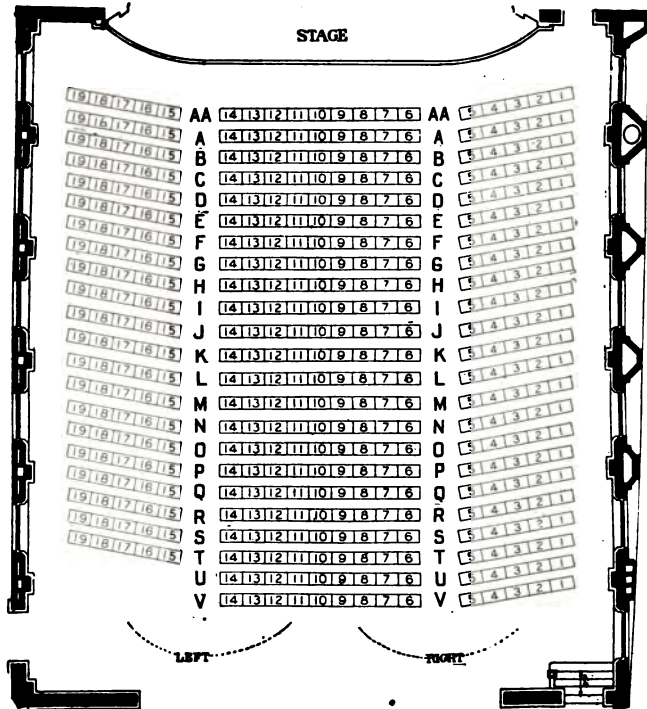 STAGE
19 18 17 16 15 AA 14 13 12 11 10 9 8 7 6 AA 5 4 3 2 1
19 16 17 16 15 A 14 13 12 11 10 9 8 7 6 A 5 4 3 2 1
19 18 17 16 15 B 14 13 12 11 10 9 8 7 6 B 5 4 3 2 1
19 18 17 16 15 C 14 13 12 11 10 9 8 7 6 C 5 4 3 2 1
19 18 17 16 15 D 14 13 12 11 10 9 8 7 6 D 5 4 3 2 1
19 18 17 16 15 E 14 13 12 11 10 9 8 7 6 E 5 4 3 2 1
19 18 17 16 15 F 14 13 12 11 10 9 8 7 6 F 5 4 3 2 1
19 18 17 16 15 G 14 13 12 11 10 9 8 7 6 G 5 4 3 2 1
19 18 17 16 15 H 14 13 12 11 10 9 8 7 6 H 5 4 3 2 1
19 18 17 16 15 I 14 13 12 11 10 9 8 7 6 I 5 4 3 2 1
19 18 17 16 15 J 14 13 12 11 10 9 8 7 6 J 5 4 3 2 1
19 18 17 16 15 K 14 13 12 11 10 9 8 7 6 K 5 4 3 2 1
19 18 17 16 15 L 14 13 12 11 10 9 8 7 6 L 5 4 3 2 1
19 18 17 16 15 M 14 13 12 11 10 9 8 7 6 M 5 4 3 2 1
19 18 17 16 15 N 14 13 12 11 10 9 8 7 6 N 5 4 3 2 1
19 18 17 16 15 O 14 13 12 11 10 9 8 7 6 O 5 4 3 2 1
19 18 17 16 15 P 14 13 12 11 10 9 8 7 6 P 5 4 3 2 1
19 18 17 16 15 Q 14 13 12 11 10 9 8 7 6 Q 5 4 3 2 1
19 18 17 16 15 R 14 13 12 11 10 9 8 7 6 R 5 4 3 2 1
19 18 17 16 15 S 14 13 12 11 10 9 8 7 6 S 5 4 3 2 1
19 18 17 16 15 T 14 13 12 11 10 9 8 7 6 T 5 4 3 2 1
U 14 13 12 11 10 9 8 7 6 U 5 4 3 2 1
V 14 13 12 11 10 9 8 7 6 V 5 4 3 2 1
LEFT RIGHT